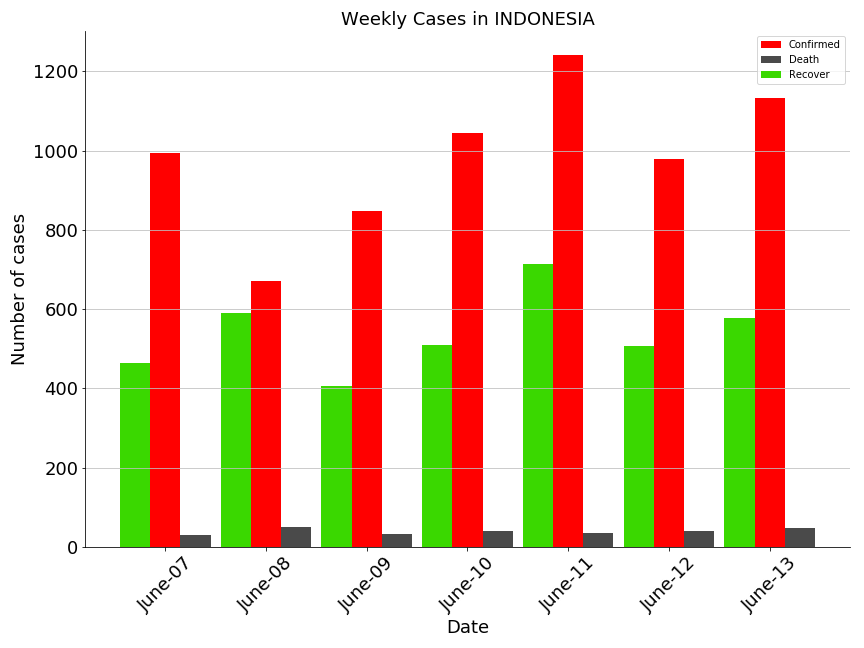 Weekly Cases in INDONESIA
Confirmed
Death
Recover
Number of cases
1200
1000
800
600
400
200
0
June-07
June-08
June-09
June-10
June-11
June-12
June-13
Date